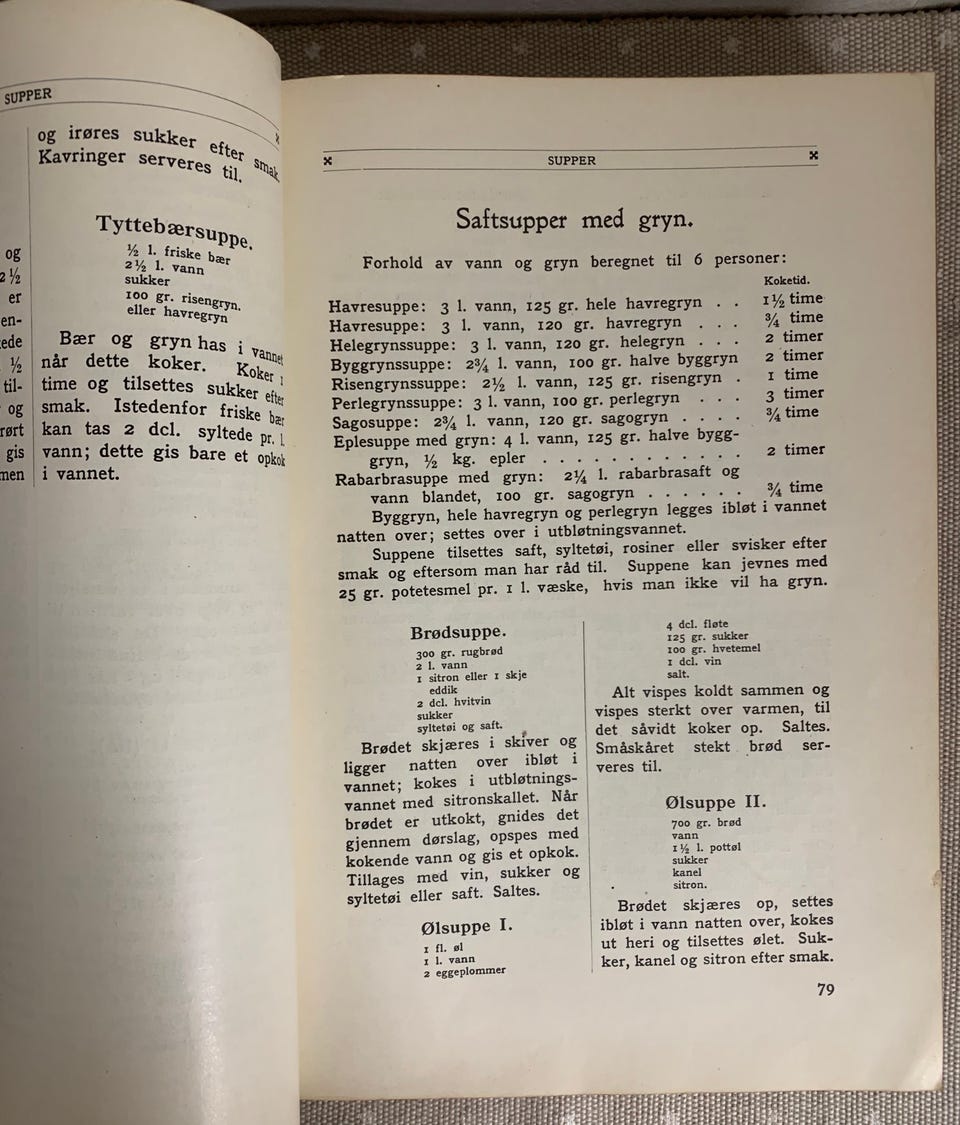 SUPPER
og
2½
er
en-
ede
½
til-
og
rørt
gis
men
og irøres sukker efter smak.
Kavringer serveres til.
Tyttebærsuppe.
½ l. friske bær
2½ l. vann
sukker
100 gr. risengryn.
eller havregryn
Bær og gryn has i vannet
når dette koker. Koker 1
time og tilsettes sukker efter
smak. Istedenfor friske bær
kan tas 2 dcl. syltede pr. l.
vann; dette gis bare et opkok
i vannet.
SUPPER
Saftsupper med gryn.
Forhold av vann og gryn beregnet til 6 personer:
Koketid.
Havresuppe: 3 l. vann, 125 gr. hele havregryn . . 1½ time
Havresuppe: 3 l. vann, 120 gr. havregryn . . . ¾ time
Helegrynssuppe: 3 l. vann, 120 gr. helegryn . . . 2 timer
Byggrynssuppe: 2¾ l. vann, 100 gr. halve byggryn 2 timer
Risengrynssuppe: 2½ l. vann, 125 gr. risengryn . 1 time
Perlegrynssuppe: 3 l. vann, 100 gr. perlegryn . . . 3 timer
Sagosuppe: 2¾ l. vann, 120 gr. sagogryn . . . . ¾ time
Eplesuppe med gryn: 4 l. vann, 125 gr. halve bygg-
gryn, ½ kg. epler . . . . . . . . . . . . 2 timer
Rabarbrasuppe med gryn: 2¼ l. rabarbrasaft og
vann blandet, 100 gr. sagogryn . . . . . . ¾ time
Byggryn, hele havregryn og perlegryn legges ibløt i vannet
natten over; settes over i utbløtningsvannet.
Suppene tilsettes saft, syltetøi, rosiner eller svisker efter
smak og eftersom man har råd til. Suppene kan jevnes med
25 gr. potetesmel pr. 1 l. væske, hvis man ikke vil ha gryn.
Brødsuppe.
300 gr. rugbrød
2 l. vann
1 sitron eller 1 skje
eddik
2 dcl. hvitvin
sukker
syltetøi og saft.
Brødet skjæres i skiver og
ligger natten over ibløt i
vannet; kokes i utbløtnings-
vannet med sitronskallet. Når
brødet er utkokt, gnides det
gjennem dørslag, opspes med
kokende vann og gis et opkok.
Tillages med vin, sukker og
syltetøi eller saft. Saltes.
Ølsuppe I.
1 fl. øl
1 l. vann
2 eggeplommer
4 dcl. fløte
125 gr. sukker
100 gr. hvetemel
1 dcl. vin
salt.
Alt vispes koldt sammen og
vispes sterkt over varmen, til
det såvidt koker op. Saltes.
Småskåret stekt brød ser-
veres til.
Ølsuppe II.
700 gr. brød
vann
1½ l. pottøl
sukker
kanel
sitron.
Brødet skjæres op, settes
ibløt i vann natten over, kokes
ut heri og tilsettes ølet. Suk-
ker, kanel og sitron efter smak.
79